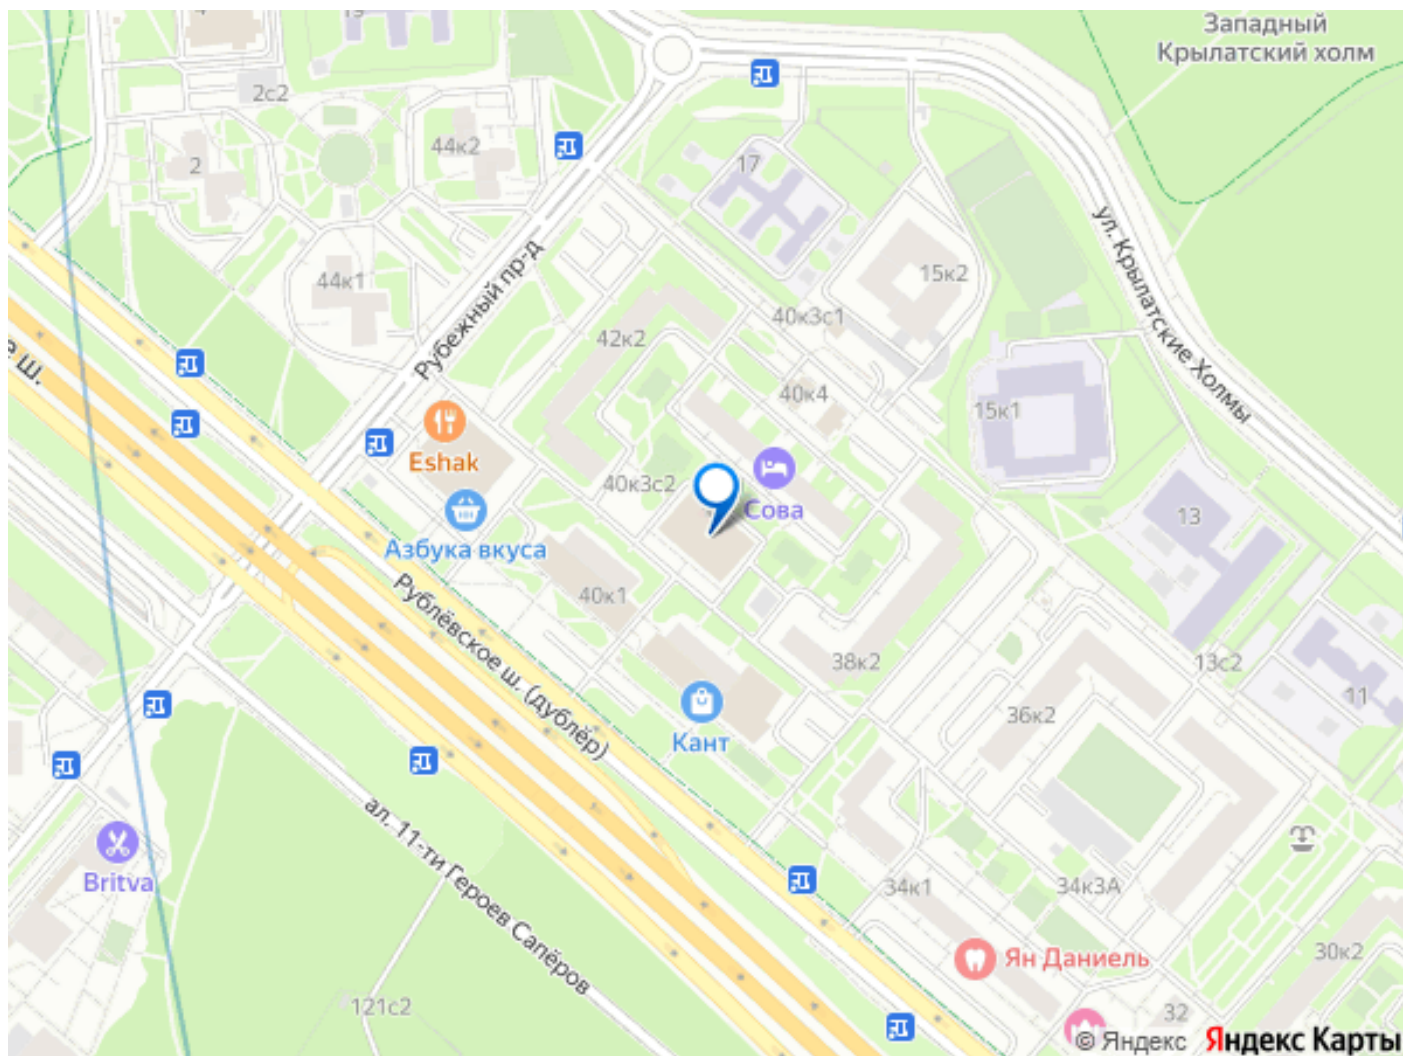 Западный
Крылатский холм
2с2
44к2
2
17
44к1
Рубежный пр-д
15к2
ул. Крылатские Холмы
40к3с1
42к2
е ш.
40к4
15к1
Eshak
40к3с2
Сова
13
Азбука вкуса
40к1
Рублёвское ш. (дублёр)
38к2
13с2
11
36к2
Кант
ал. 11-ти Героев Сапёров
Britva
34к1
34к3А
30к2
Ян Даниель
121с2
32
© Яндекс Яндекс Карты